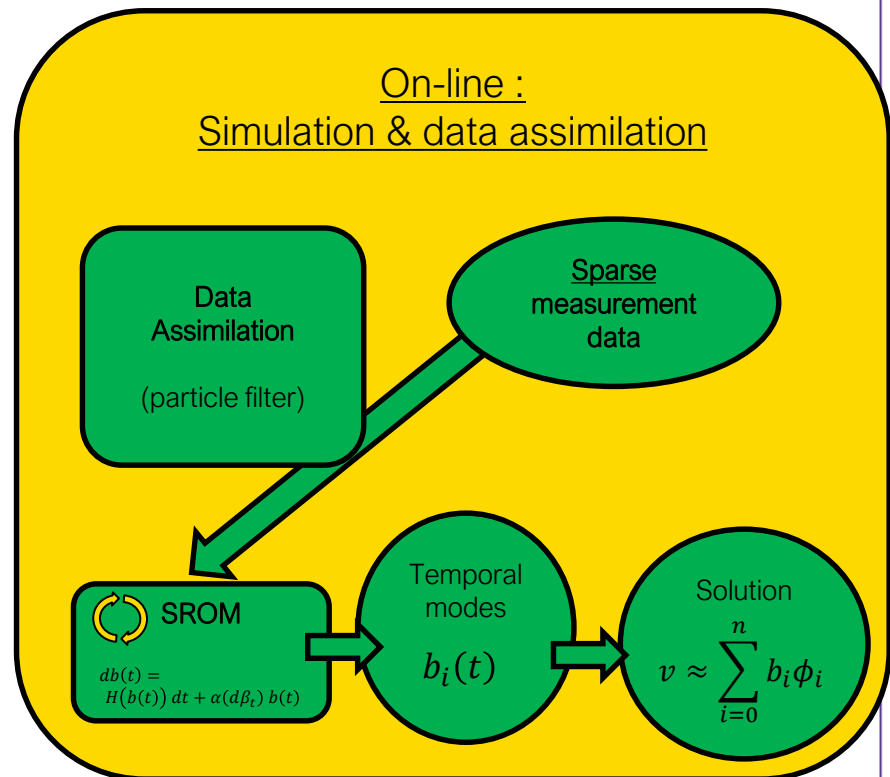 On-line :
Simulation & data assimilation
Data
Assimilation
(particle filter)
Sparse
measurement
data
SROM
db(t) =
H(b(t)) dt + α(dβ_t) b(t)
Temporal
modes
b_i(t)
Solution
v ≈ ∑_{i=0}^{n} b_i ϕ_i